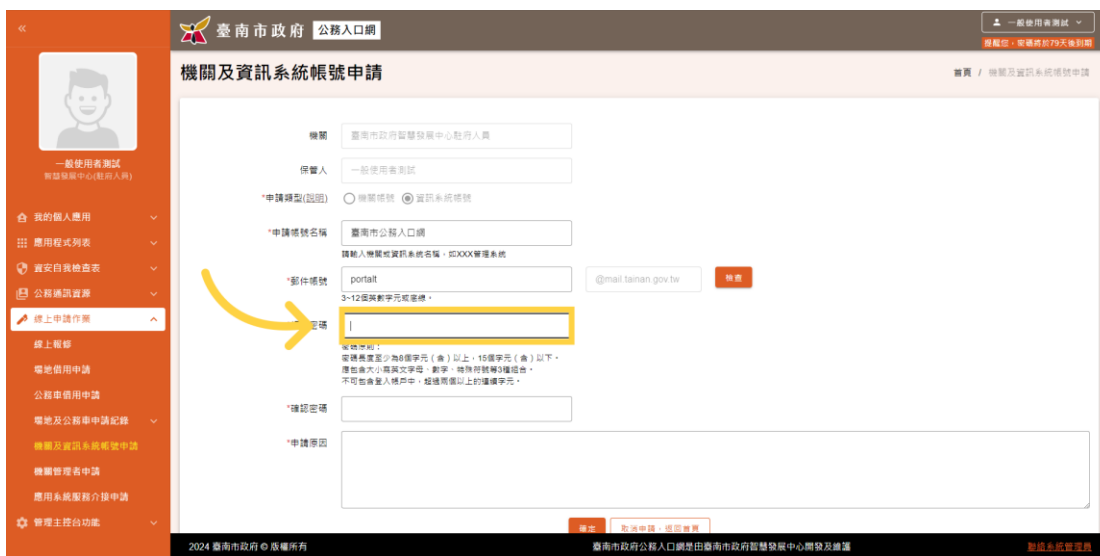 «
臺南市政府 公務入口網
一般使用者測試
提醒您，密碼將於79天後到期
機關及資訊系統帳號申請
首頁 / 機關及資訊系統帳號申請
一般使用者測試
智慧發展中心(駐府人員)
我的個人應用
應用程式列表
資安自我檢查表
公務通訊資源
線上申請作業
線上報修
場地借用申請
公務車借用申請
場地及公務車申請紀錄
機關及資訊系統帳號申請
機關管理者申請
應用系統服務介接申請
管理主控台功能
機關 臺南市政府智慧發展中心駐府人員
保管人 一般使用者測試
*申請類型(說明) 機關帳號 資訊系統帳號
*申請帳號名稱 臺南市公務入口網
請輸入機關或資訊系統名稱，如XXX管理系統
*郵件帳號 portalt @mail.tainan.gov.tw 檢查
3~12個英數字元或底線。
密碼
密碼原則：
密碼長度至少為8個字元（含）以上，15個字元（含）以下。
應包含大小寫英文字母、數字、特殊符號等3種組合。
不可包含登入帳戶中，超過兩個以上的連續字元。
*確認密碼
*申請原因
確定 取消申請，返回首頁
2024 臺南市政府 © 版權所有 臺南市政府公務入口網是由臺南市政府智慧發展中心開發及維護 聯絡系統管理員